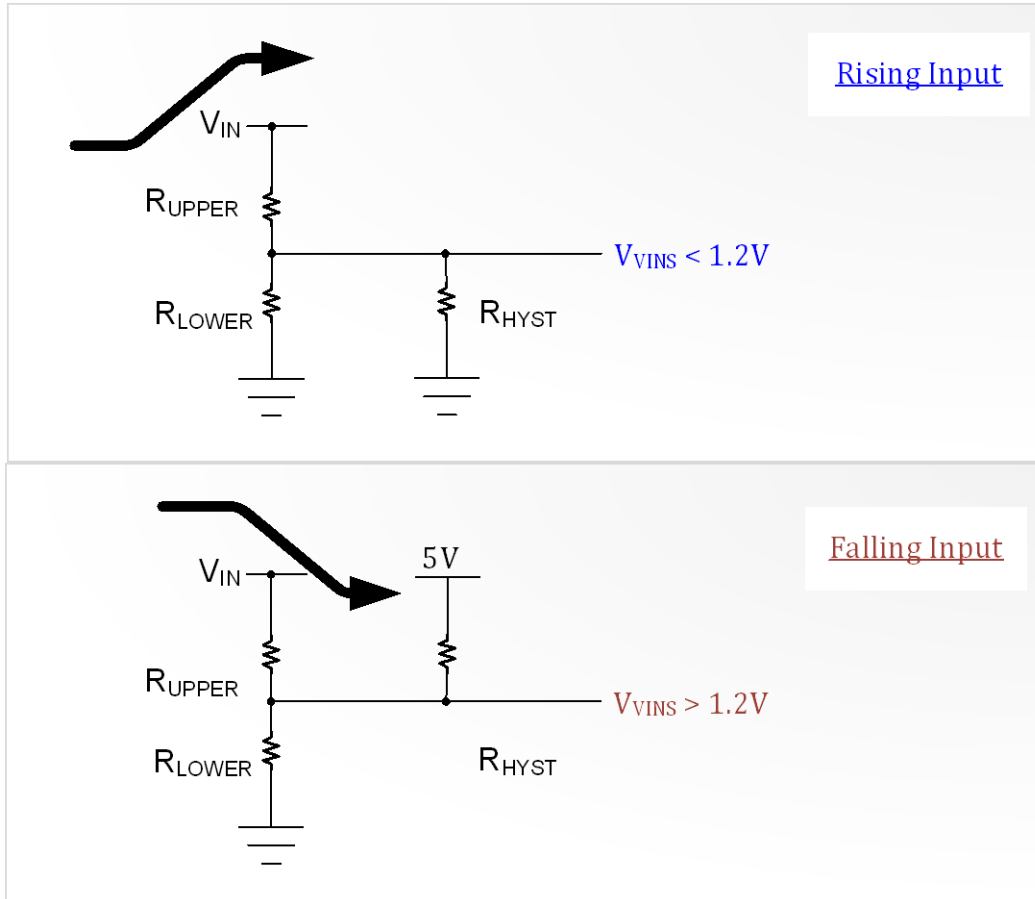 Rising Input
VIN
RUPPER
VVINS < 1.2V
RLOWER
RHYST
Falling Input
5V
VIN
RUPPER
VVINS > 1.2V
RLOWER
RHYST